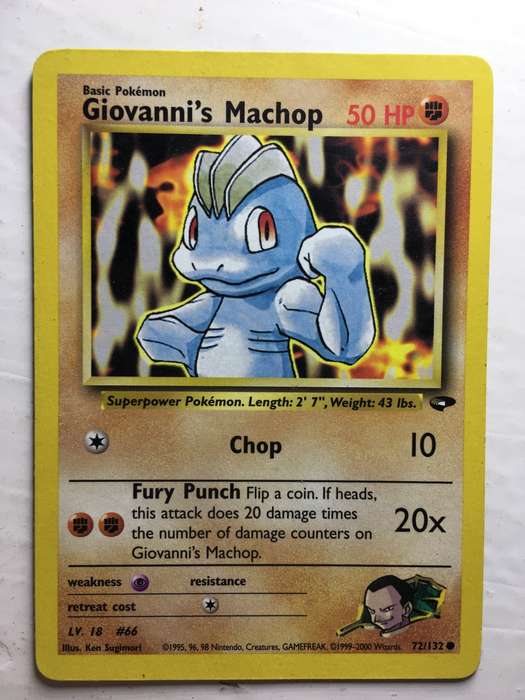 Basic Pokémon
Giovanni's Machop 50 HP
Superpower Pokémon. Length: 2' 7", Weight: 43 lbs.
Chop 10
Fury Punch Flip a coin. If heads,
this attack does 20 damage times
the number of damage counters on
Giovanni's Machop.
20x
weakness resistance
retreat cost
LV. 18 #66
Illus. Ken Sugimori ©1995, 96, 98 Nintendo, Creatures, GAMEFREAK. ©1999-2000 Wizards. 72/132